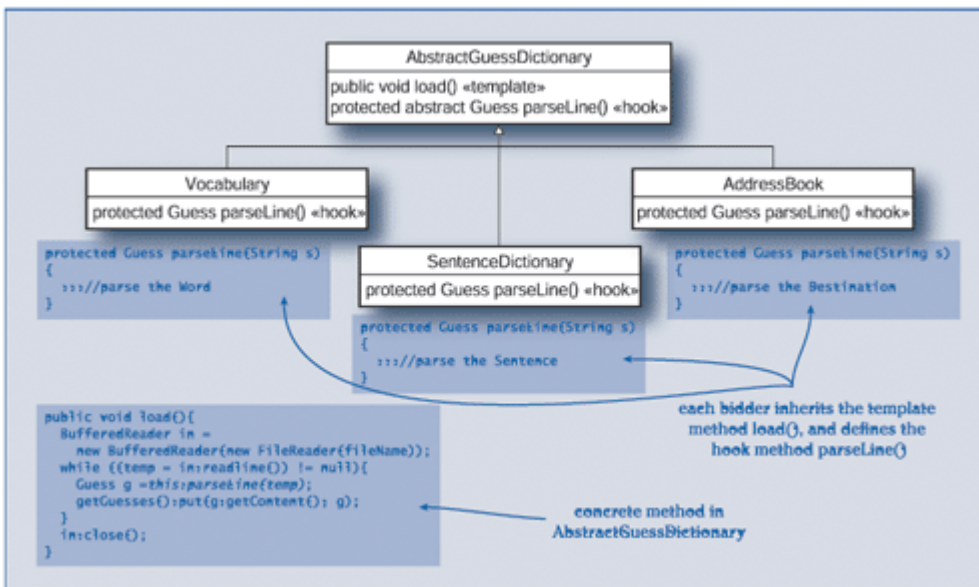 AbstractGuessDictionary
public void load() «template»
protected abstract Guess parseLine() «hook»
Vocabulary
protected Guess parseLine() «hook»
AddressBook
protected Guess parseLine() «hook»
protected Guess parseLine(String s)
{
:::://parse the Word
}
SentenceDictionary
protected Guess parseLine() «hook»
protected Guess parseLine(String s)
{
:::://parse the Destination
}
protected Guess parseLine(String s)
{
:::://parse the Sentence
}
each bidder inherits the template
method load(), and defines the
hook method parseLine()
public void load(){
BufferedReader in =
new BufferedReader(new FileReader(fileName));
while ((temp = in:readline()) != null){
Guess g =this:parseLine(temp);
getGuesses():put(g:getContent(); g);
}
in:close();
}
concrete method in
AbstractGuessDictionary